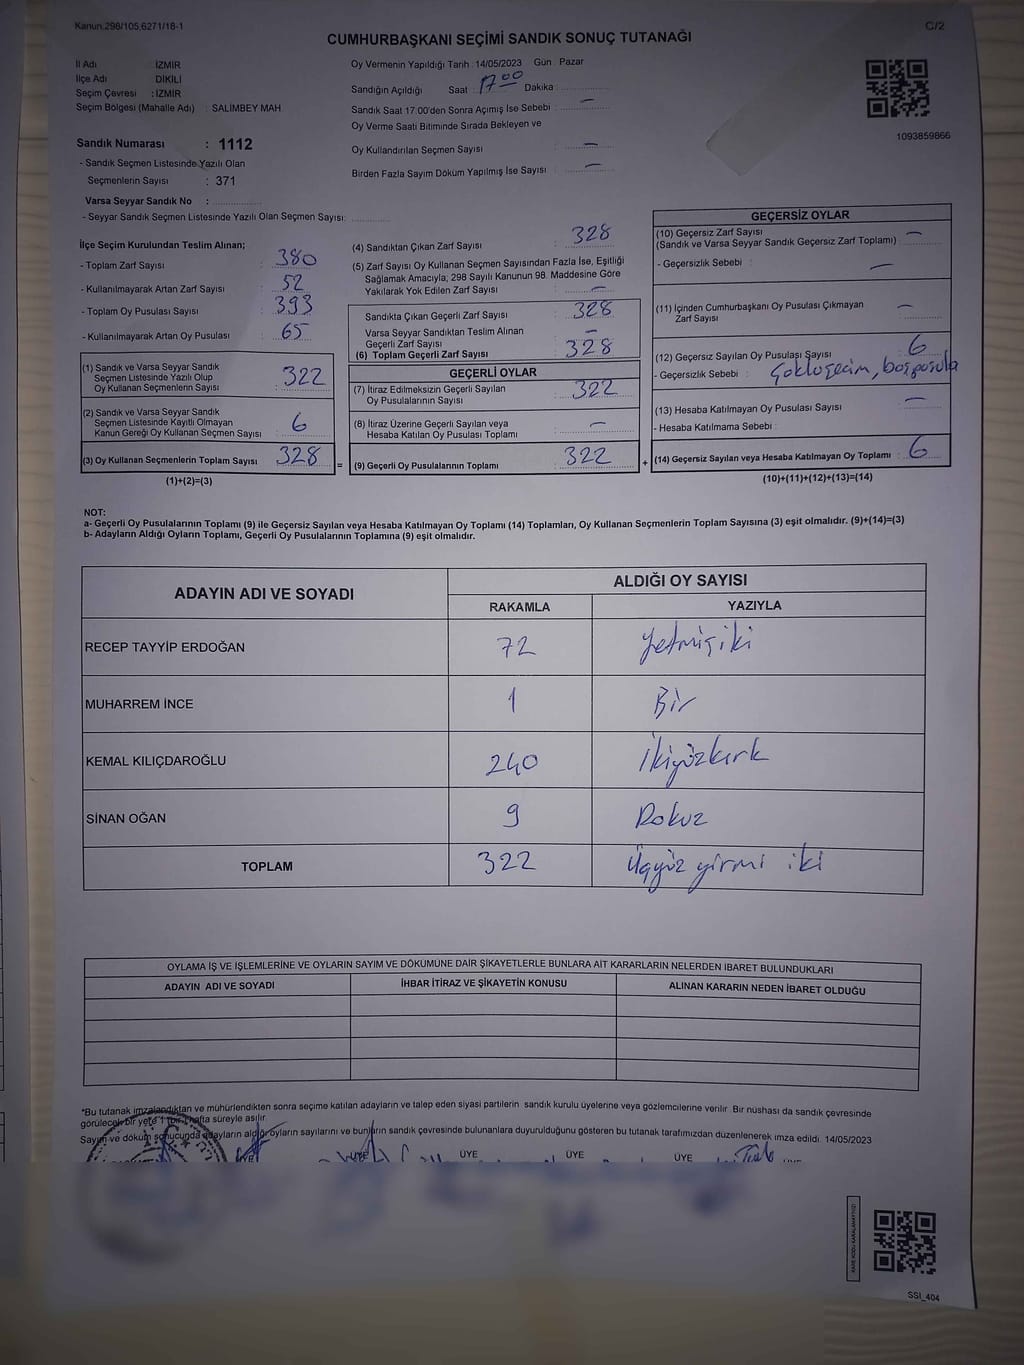 Kanun.298/105,6271/18-1
C/2
CUMHURBAŞKANI SEÇİMİ SANDIK SONUÇ TUTANAĞI
İl Adı : İZMİR
İlçe Adı : DİKİLİ
Seçim Çevresi : İZMİR
Seçim Bölgesi (Mahalle Adı) : SALİMBEY MAH
Sandık Numarası : 1112
- Sandık Seçmen Listesinde Yazılı Olan
Seçmenlerin Sayısı : 371
Varsa Seyyar Sandık No :
- Seyyar Sandık Seçmen Listesinde Yazılı Olan Seçmen Sayısı:
Oy Vermenin Yapıldığı Tarih : 14/05/2023 Gün : Pazar
Sandığın Açıldığı Saat : 17.00 Dakika:
Sandık Saat 17:00'den Sonra Açımış İse Sebebi : —
Oy Verme Saati Bitiminde Sırada Bekleyen ve
Oy Kullandırılan Seçmen Sayısı : —
Birden Fazla Sayım Döküm Yapılmış İse Sayısı : —
1093859866
İlçe Seçim Kurulundan Teslim Alınan;
- Toplam Zarf Sayısı : 380
- Kullanılmayarak Artan Zarf Sayısı : 52
- Toplam Oy Pusulası Sayısı : 393
- Kullanılmayarak Artan Oy Pusulası : 65
(1) Sandık ve Varsa Seyyar Sandık
Seçmen Listesinde Yazılı Olup
Oy Kullanan Seçmenlerin Sayısı : 322
(2) Sandık ve Varsa Seyyar Sandık
Seçmen Listesinde Kayıtlı Olmayan
Kanun Gereği Oy Kullanan Seçmen Sayısı : 6
(3) Oy Kullanan Seçmenlerin Toplam Sayısı : 328
(1)+(2)=(3)
(4) Sandıktan Çıkan Zarf Sayısı : 328
(5) Zarf Sayısı Oy Kullanan Seçmen Sayısından Fazla İse, Eşitliği
Sağlamak Amacıyla; 298 Sayılı Kanunun 98. Maddesine Göre
Yakılarak Yok Edilen Zarf Sayısı : —
Sandıkta Çıkan Geçerli Zarf Sayısı : 328
Varsa Seyyar Sandıktan Teslim Alınan
Geçerli Zarf Sayısı : —
(6) Toplam Geçerli Zarf Sayısı : 328
GEÇERLİ OYLAR
(7) İtiraz Edilmeksizin Geçerli Sayılan
Oy Pusulalarının Sayısı : 322
(8) İtiraz Üzerine Geçerli Sayılan veya
Hesaba Katılan Oy Pusulası Toplamı : —
= (9) Geçerli Oy Pusulalarının Toplamı : 322
GEÇERSİZ OYLAR
(10) Geçersiz Zarf Sayısı
(Sandık ve Varsa Seyyar Sandık Geçersiz Zarf Toplamı) : —
- Geçersizlik Sebebi : —
(11) İçinden Cumhurbaşkanı Oy Pusulası Çıkmayan
Zarf Sayısı : —
(12) Geçersiz Sayılan Oy Pusulası Sayısı : 6
- Geçersizlik Sebebi : Çoklu seçim, boş pusula
(13) Hesaba Katılmayan Oy Pusulası Sayısı : —
- Hesaba Katılmama Sebebi :
+ (14) Geçersiz Sayılan veya Hesaba Katılmayan Oy Toplamı : 6
(10)+(11)+(12)+(13)=(14)
NOT:
a- Geçerli Oy Pusulalarının Toplamı (9) ile Geçersiz Sayılan veya Hesaba Katılmayan Oy Toplamı (14) Toplamları, Oy Kullanan Seçmenlerin Toplam Sayısına (3) eşit olmalıdır. (9)+(14)=(3)
b- Adayların Aldığı Oyların Toplamı, Geçerli Oy Pusulalarının Toplamına (9) eşit olmalıdır.
ADAYIN ADI VE SOYADI
ALDIĞI OY SAYISI
RAKAMLA YAZIYLA
RECEP TAYYİP ERDOĞAN 72 Yetmişiki
MUHARREM İNCE 1 Bir
KEMAL KILIÇDAROĞLU 240 İkiyüzkırk
SİNAN OĞAN 9 Dokuz
TOPLAM 322 Üçyüz yirmi iki
OYLAMA İŞ VE İŞLEMLERİNE VE OYLARIN SAYIM VE DÖKÜMÜNE DAİR ŞİKAYETLERLE BUNLARA AİT KARARLARIN NELERDEN İBARET BULUNDUKLARI
ADAYIN ADI VE SOYADI İHBAR İTİRAZ VE ŞİKAYETİN KONUSU ALINAN KARARIN NEDEN İBARET OLDUĞU
*Bu tutanak imzalandıktan ve mühürlendikten sonra seçime katılan adayların ve talep eden siyasi partilerin sandık kurulu üyelerine veya gözlemcilerine verilir. Bir nüshası da sandık çevresinde
görülecek bir yere 1 (bir) hafta süreyle asılır.
Sayım ve döküm sonucunda adayların aldığı oyların sayılarını ve bunların sandık çevresinde bulunanlara duyurulduğunu gösteren bu tutanak tarafımızdan düzenlenerek imza edildi. 14/05/2023
ÜYE ÜYE ÜYE
SSİ_404